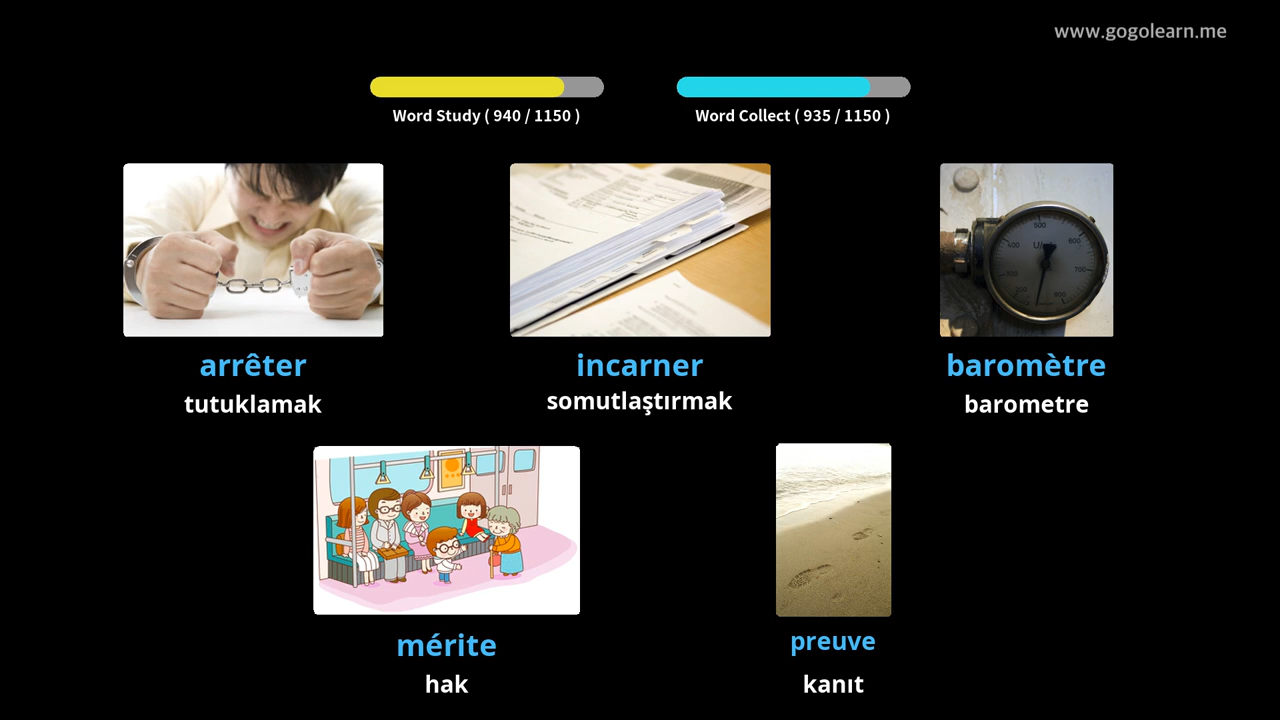 www.gogolearn.me
Word Study ( 940 / 1150 )
Word Collect ( 935 / 1150 )
arrêter
tutuklamak
incarner
somutlaştırmak
baromètre
barometre
mérite
hak
preuve
kanıt